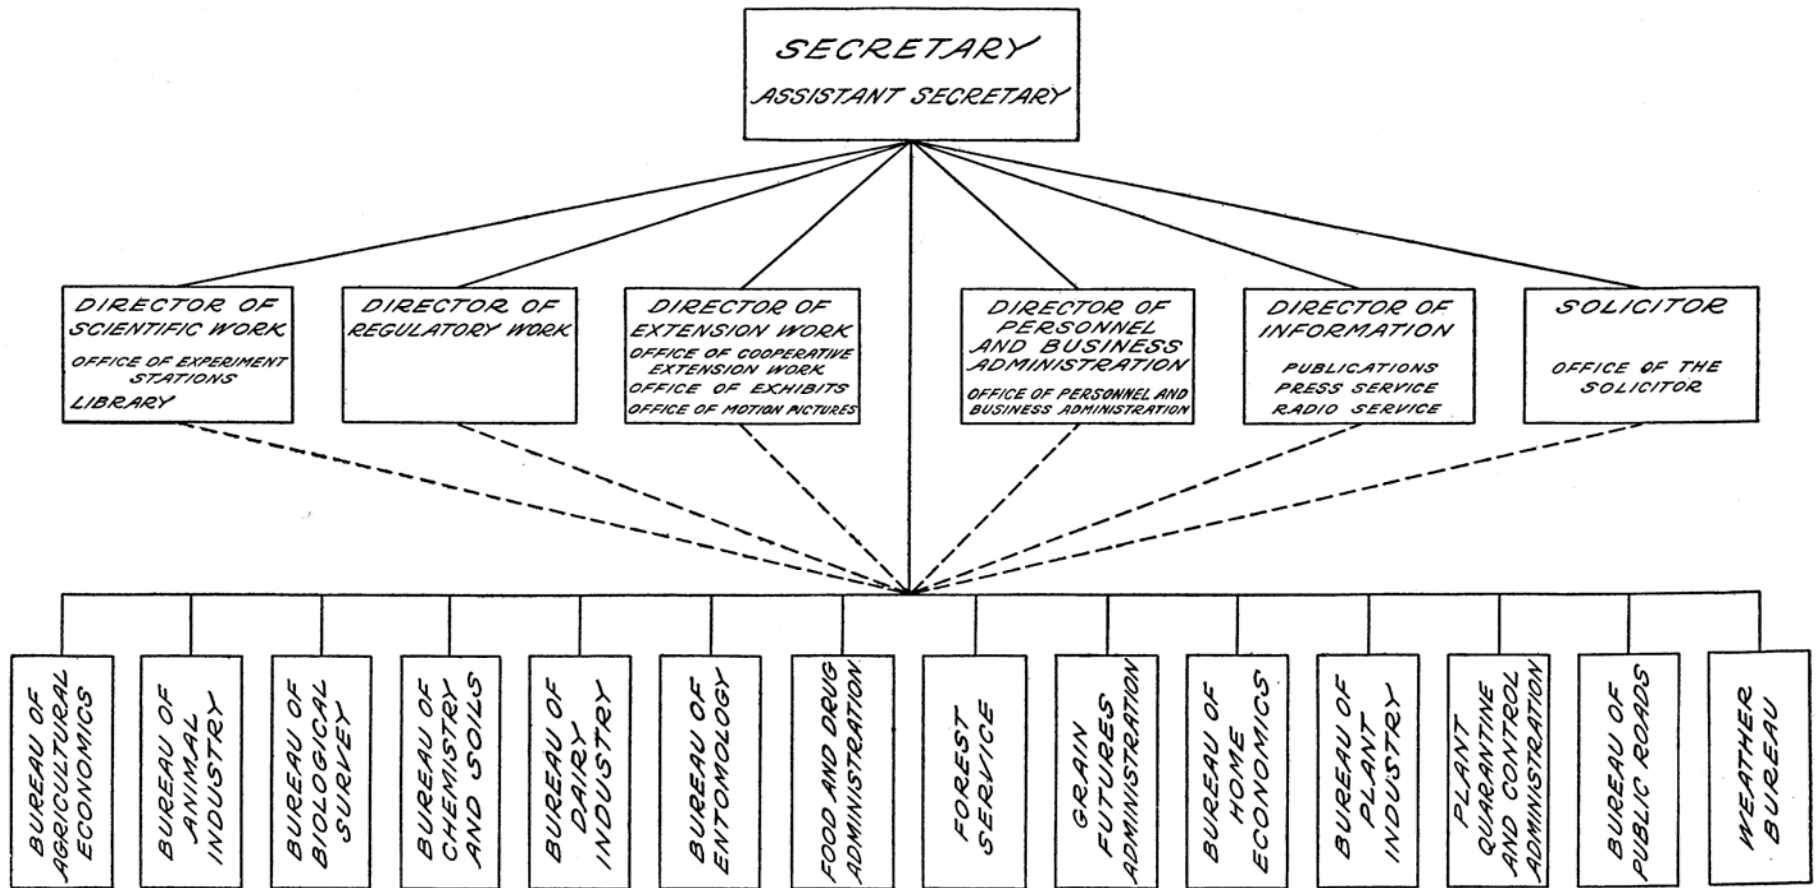 SECRETARY
ASSISTANT SECRETARY
DIRECTOR OF
SCIENTIFIC WORK
OFFICE OF EXPERIMENT
STATIONS
LIBRARY
DIRECTOR OF
REGULATORY WORK
DIRECTOR OF
EXTENSION WORK
OFFICE OF COOPERATIVE
EXTENSION WORK
OFFICE OF EXHIBITS
OFFICE OF MOTION PICTURES
DIRECTOR OF
PERSONNEL
AND BUSINESS
ADMINISTRATION
OFFICE OF PERSONNEL AND
BUSINESS ADMINISTRATION
DIRECTOR OF
INFORMATION
PUBLICATIONS
PRESS SERVICE
RADIO SERVICE
SOLICITOR
OFFICE OF THE
SOLICITOR
BUREAU OF
AGRICULTURAL
ECONOMICS
BUREAU OF
ANIMAL
INDUSTRY
BUREAU OF
BIOLOGICAL
SURVEY
BUREAU OF
CHEMISTRY
AND SOILS
BUREAU OF
DAIRY
INDUSTRY
BUREAU OF
ENTOMOLOGY
FOOD AND DRUG
ADMINISTRATION
FOREST
SERVICE
GRAIN
FUTURES
ADMINISTRATION
BUREAU OF
HOME
ECONOMICS
BUREAU OF
PLANT
INDUSTRY
PLANT
QUARANTINE
AND CONTROL
ADMINISTRATION
BUREAU OF
PUBLIC ROADS
WEATHER
BUREAU